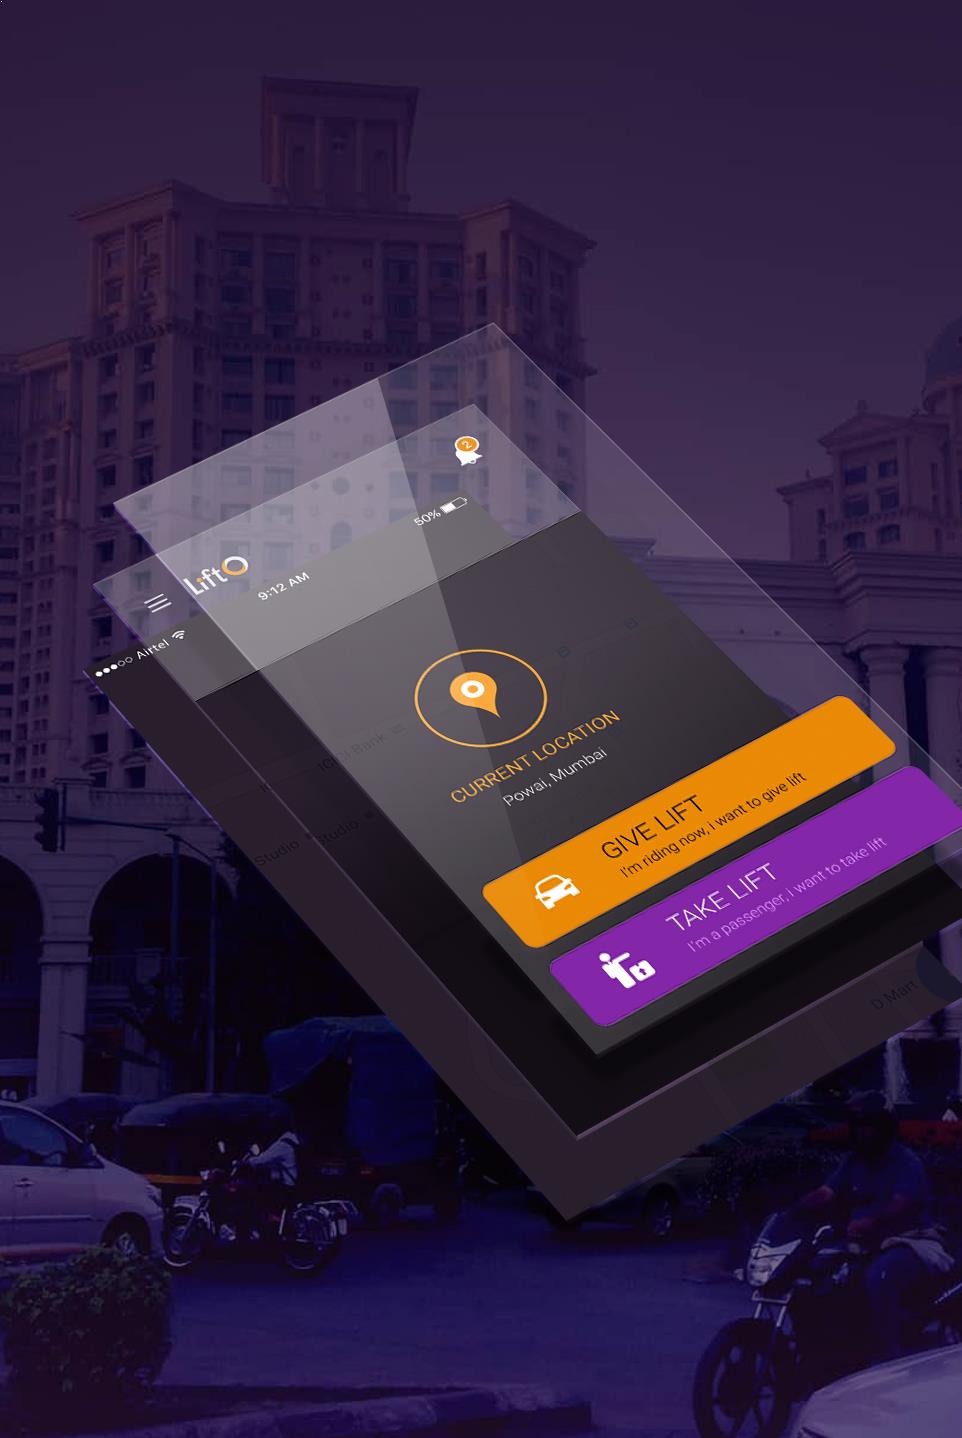 2
50%
LiftO
9:12 AM
Airtel
ICICI Bank
Studio
Studio
CURRENT LOCATION
Powai, Mumbai
GIVE LIFT
I'm riding now, i want to give lift
TAKE LIFT
I'm a passenger, i want to take lift
D Mart